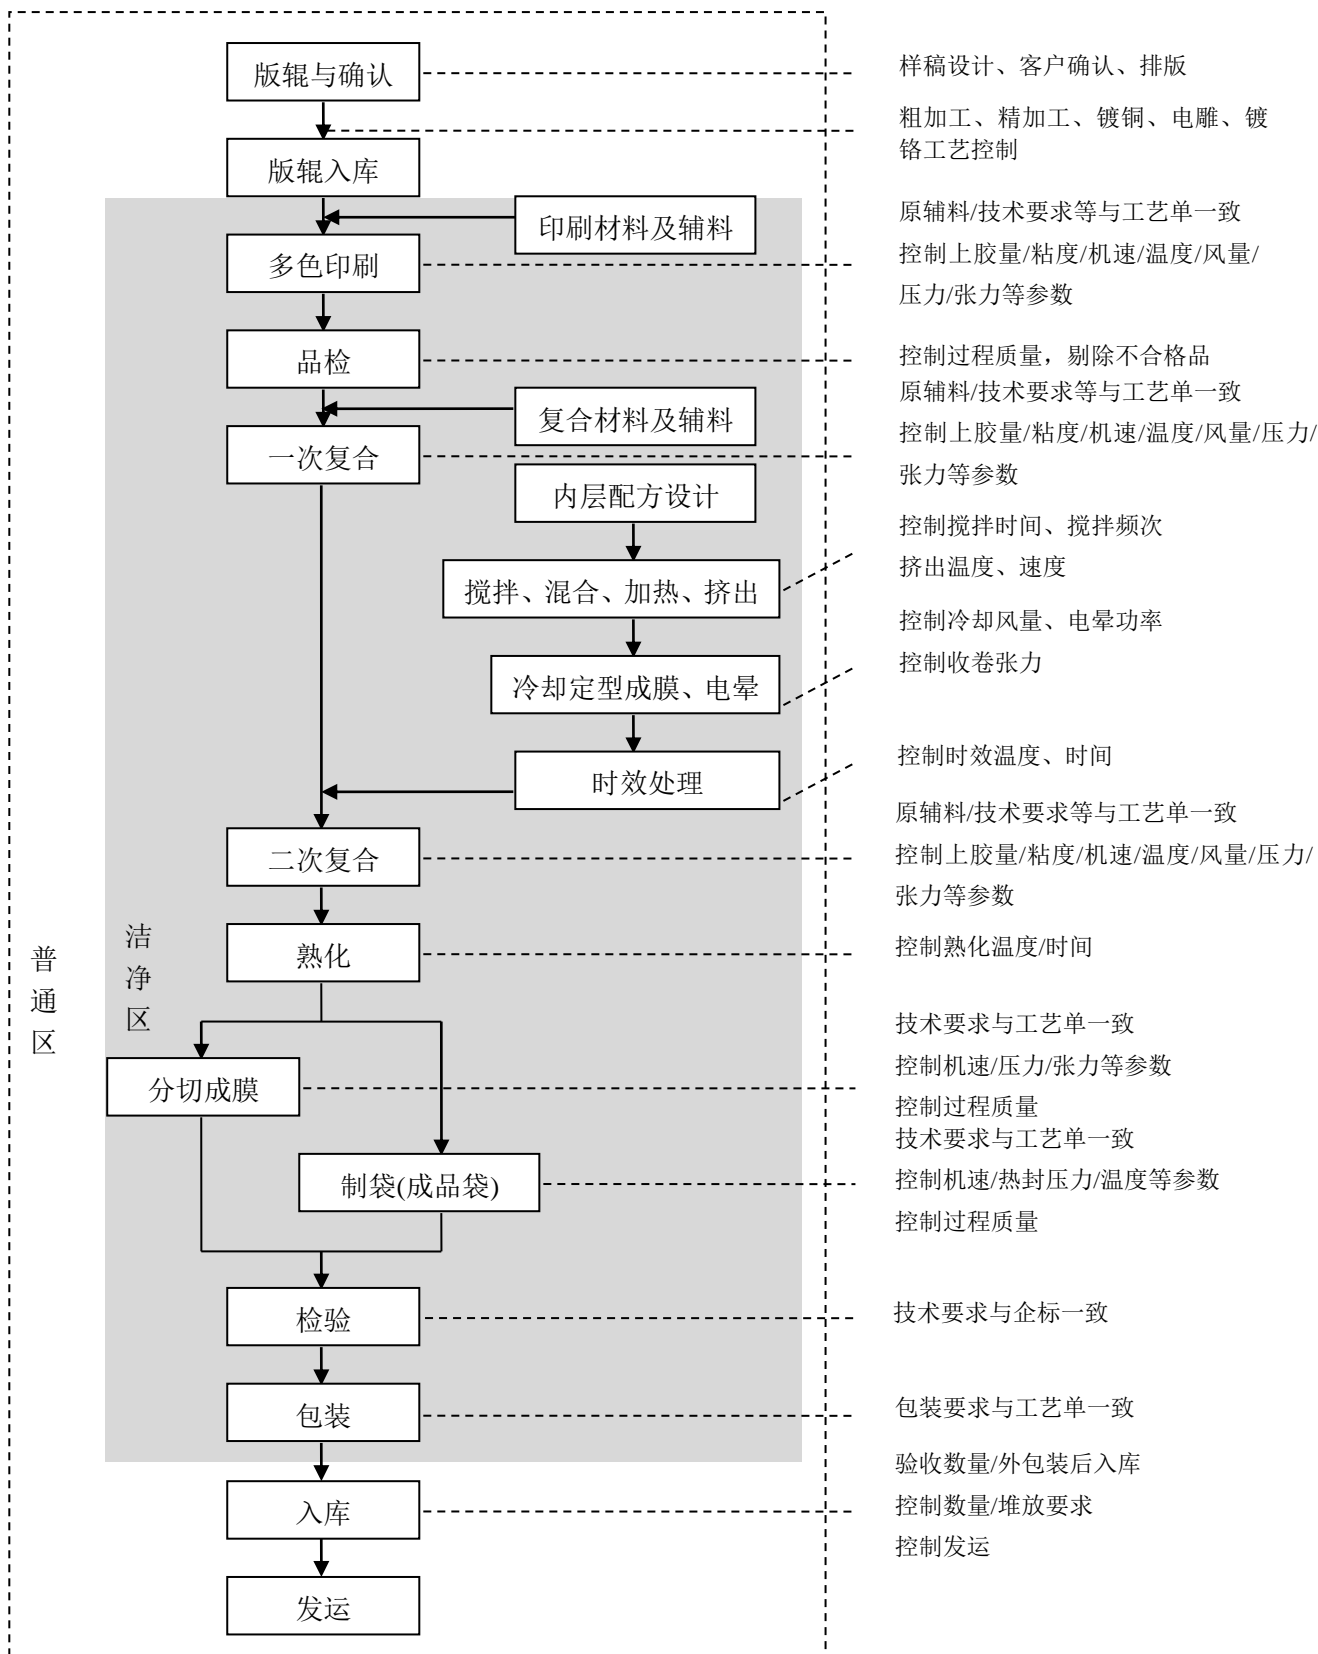 版辊与确认
样稿设计、客户确认、排版
粗加工、精加工、镀铜、电雕、镀
铬工艺控制
版辊入库
原辅料/技术要求等与工艺单一致
印刷材料及辅料
多色印刷
控制上胶量/粘度/机速/温度/风量/
压力/张力等参数
品检
控制过程质量，剔除不合格品
原辅料/技术要求等与工艺单一致
复合材料及辅料
控制上胶量/粘度/机速/温度/风量/压力/
一次复合
张力等参数
内层配方设计
控制搅拌时间、搅拌频次
挤出温度、速度
搅拌、混合、加热、挤出
控制冷却风量、电晕功率
控制收卷张力
冷却定型成膜、电晕
控制时效温度、时间
时效处理
原辅料/技术要求等与工艺单一致
二次复合
控制上胶量/粘度/机速/温度/风量/压力/
张力等参数
熟化
控制熟化温度/时间
普通区
洁净区
技术要求与工艺单一致
控制机速/压力/张力等参数
分切成膜
控制过程质量
技术要求与工艺单一致
制袋(成品袋)
控制机速/热封压力/温度等参数
控制过程质量
检验
技术要求与企标一致
包装
包装要求与工艺单一致
验收数量/外包装后入库
入库
控制数量/堆放要求
控制发运
发运